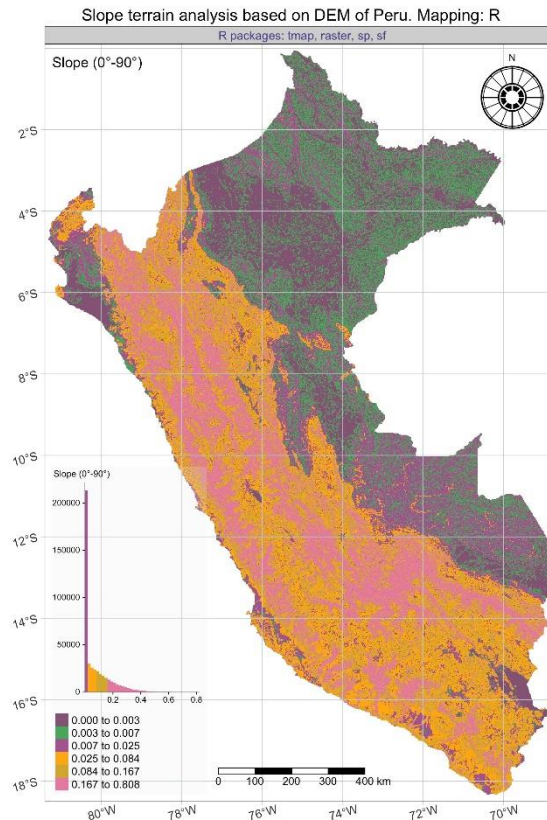 Slope terrain analysis based on DEM of Peru. Mapping: R
R packages: tmap, raster, sp, sf
Slope (0°-90°)
N
2°S
4°S
6°S
8°S
10°S
12°S
14°S
16°S
18°S
Slope (0°-90°)
200000
150000
100000
50000
0
0.2 0.4 0.6 0.8
0.000 to 0.003
0.003 to 0.007
0.007 to 0.025
0.025 to 0.084
0.084 to 0.167
0.167 to 0.808
0 100 200 300 400 km
80°W 78°W 76°W 74°W 72°W 70°W